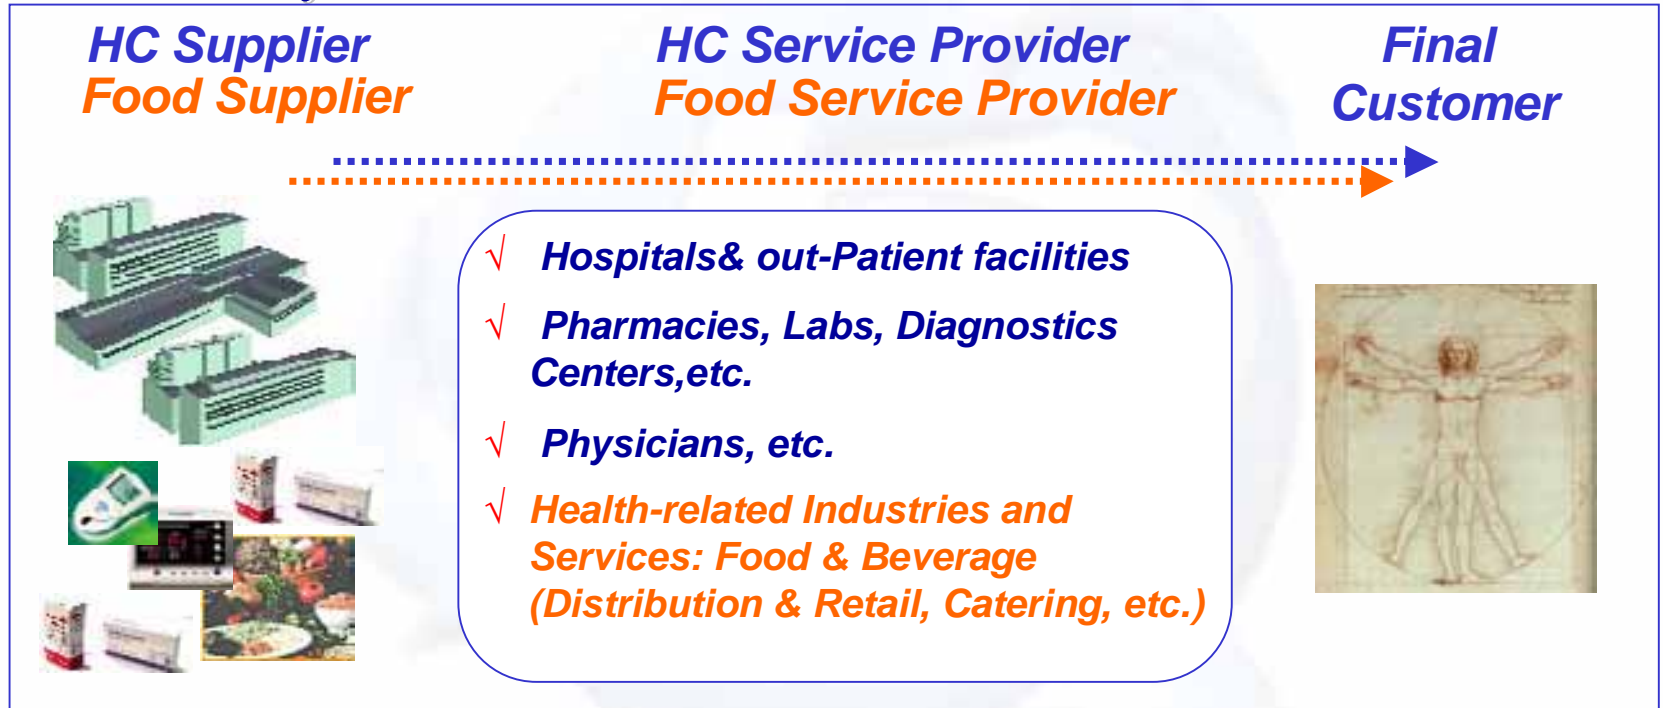 HC Supplier
Food Supplier
HC Service Provider
Food Service Provider
Final
Customer
√ Hospitals& out-Patient facilities
√ Pharmacies, Labs, Diagnostics
Centers,etc.
√ Physicians, etc.
√ Health-related Industries and
Services: Food & Beverage
(Distribution & Retail, Catering, etc.)